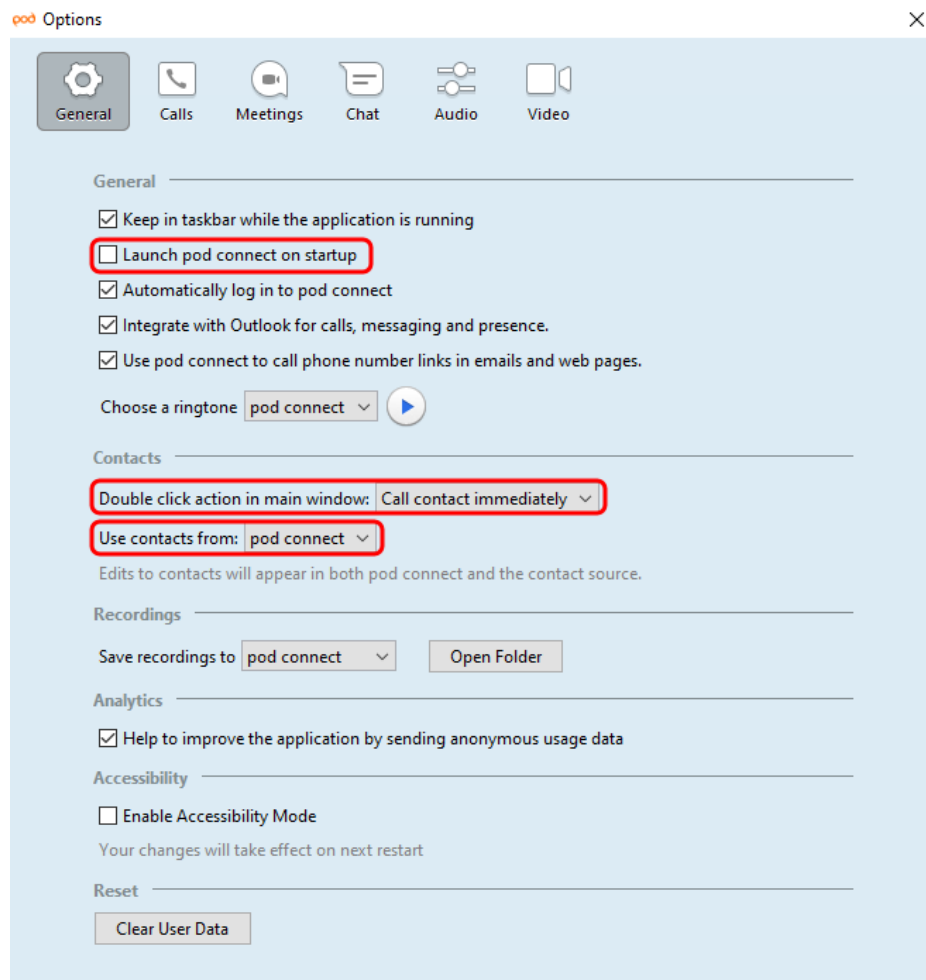 pod Options
General Calls Meetings Chat Audio Video
General
Keep in taskbar while the application is running
Launch pod connect on startup
Automatically log in to pod connect
Integrate with Outlook for calls, messaging and presence.
Use pod connect to call phone number links in emails and web pages.
Choose a ringtone pod connect
Contacts
Double click action in main window: Call contact immediately
Use contacts from: pod connect
Edits to contacts will appear in both pod connect and the contact source.
Recordings
Save recordings to pod connect Open Folder
Analytics
Help to improve the application by sending anonymous usage data
Accessibility
Enable Accessibility Mode
Your changes will take effect on next restart
Reset
Clear User Data